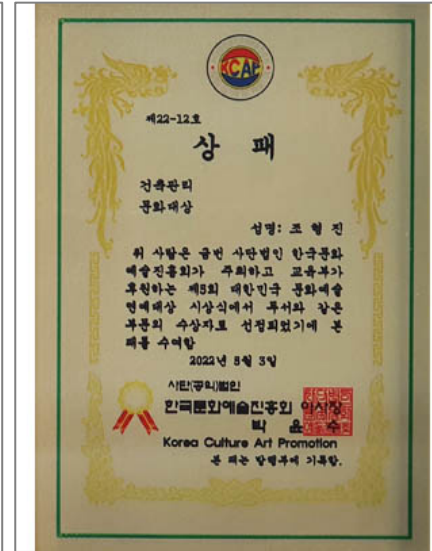 KCAP
제22-12호
상 패
건축관리
문화대상
성명: 조 형 진
위 사람은 금번 사단법인 한국문화
예술진흥회가 주최하고 교육부가
후원하는 제5회 대한민국 문화예술
연예대상 시상식에서 두서와 같은
부문의 수상자로 선정되었기에 본
패를 수여함
2022년 8월 3일
사단(공익)법인
한국문화예술진흥회 이사장
박 윤 수
Korea Culture Art Promotion
본 패는 발행부에 기록함.